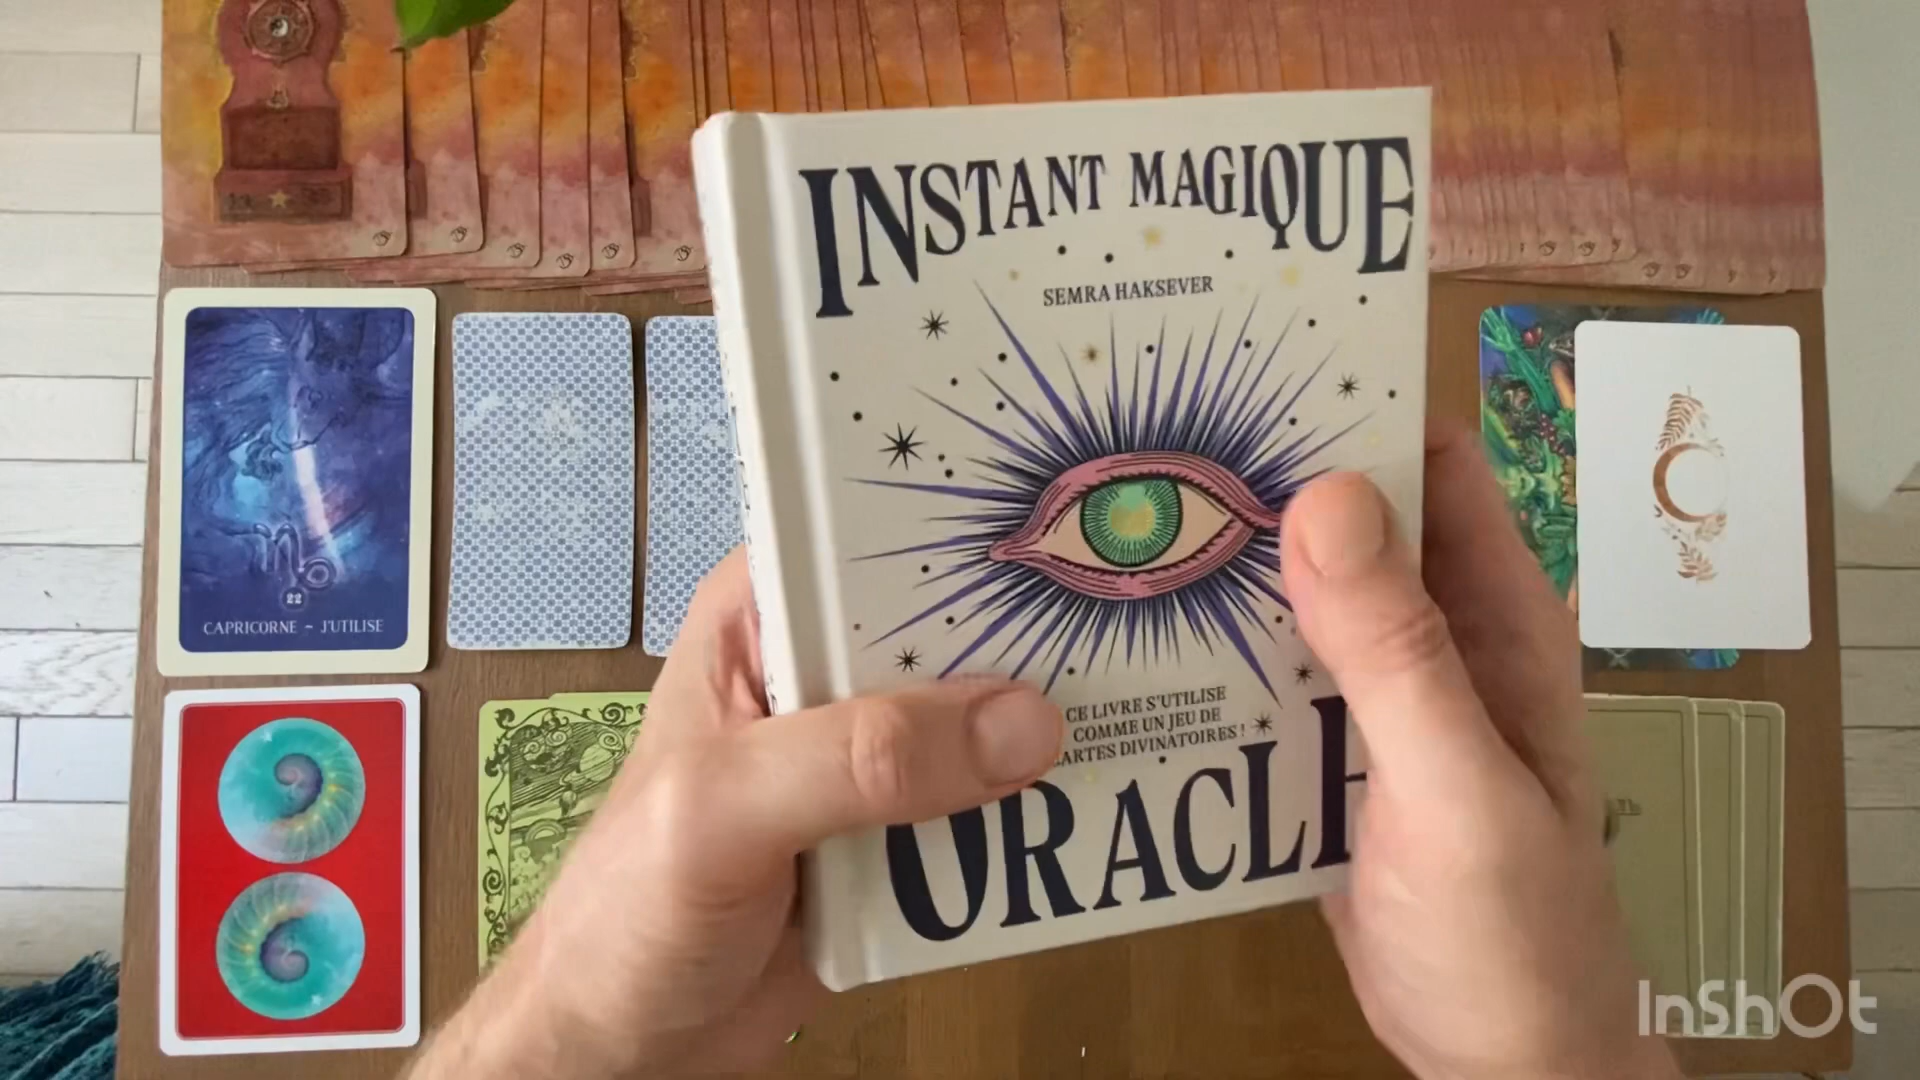 INSTANT MAGIQUE
SEMRA HAKSEVER
22
CAPRICORNE - J'UTILISE
CE LIVRE S'UTILISE
COMME UN JEU DE
CARTES DIVINATOIRES !
ORACLE
InShOt